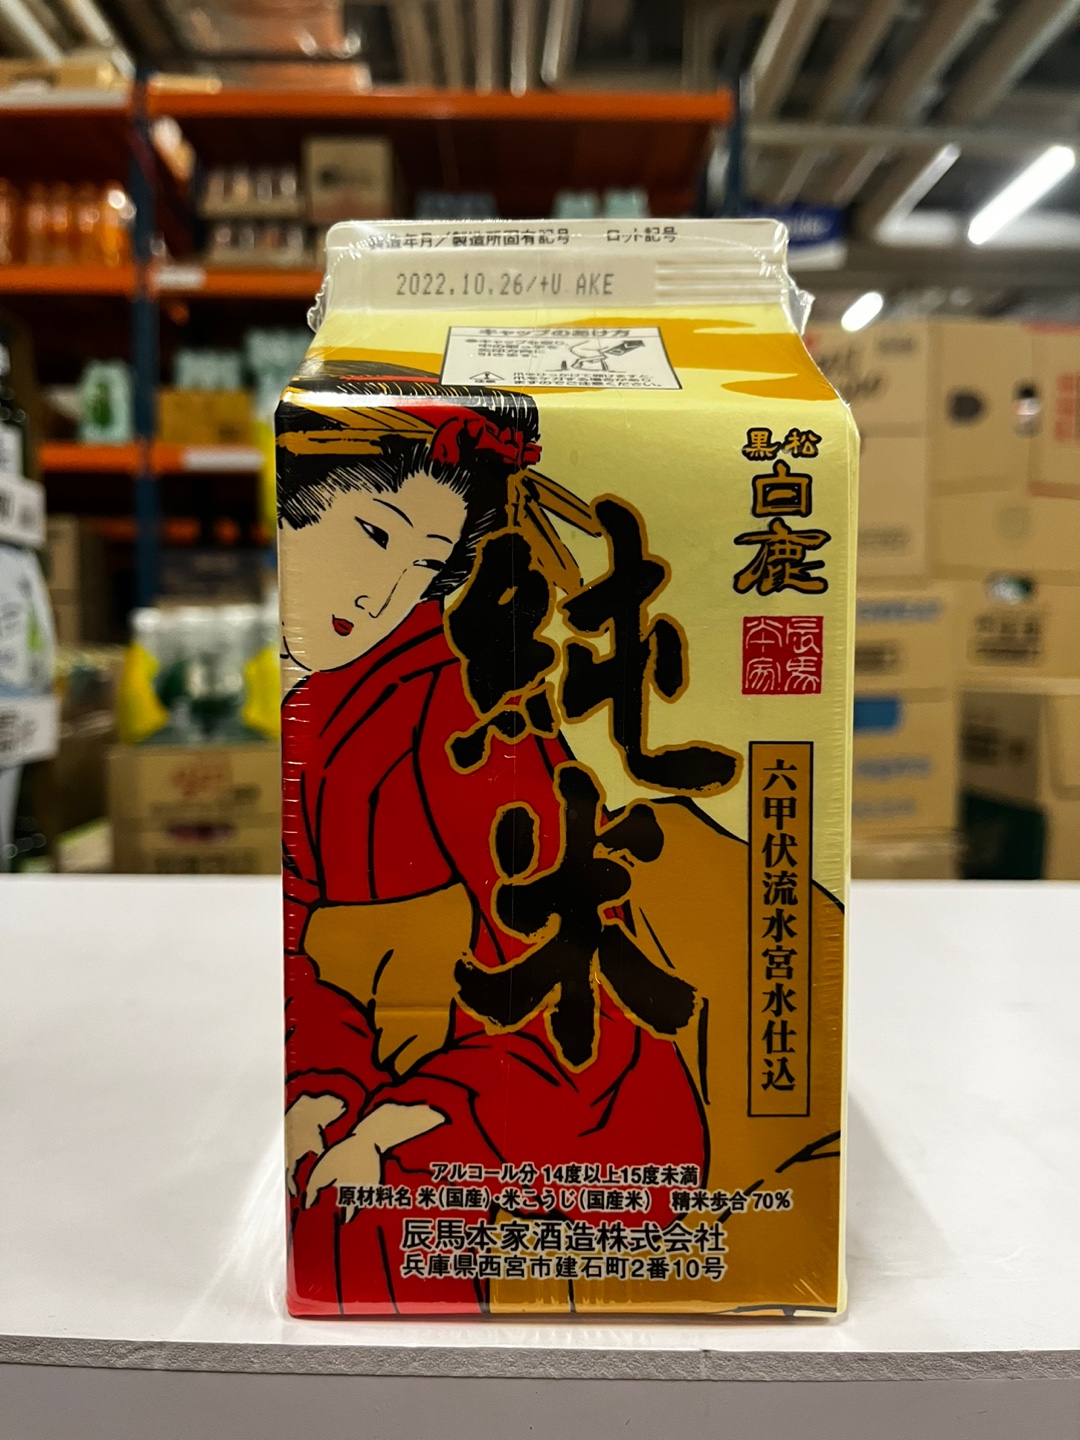 製造年月/製造所固有記号 ロット記号
2022.10.26/+U AKE
キャップのあけ方
黒松
白鹿
辰馬
本家
純米
六甲伏流水宮水仕込
アルコール分 14度以上15度未満
原材料名 米(国産)・米こうじ(国産米) 精米歩合 70%
辰馬本家酒造株式会社
兵庫県西宮市建石町2番10号